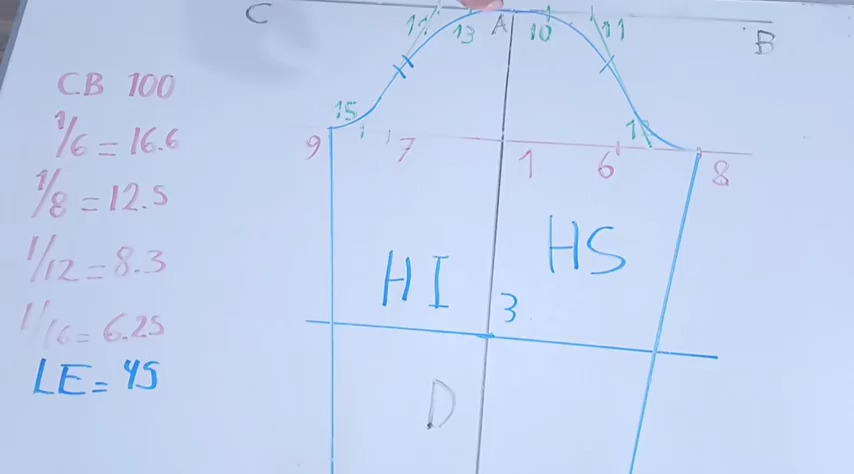 C
11 13 A 10 11
B
CB 100
1/6 = 16.6
1/8 = 12.5
1/12 = 8.3
1/16 = 6.25
LE = 45
15
9 7 1 6 8
HI HS
3
D